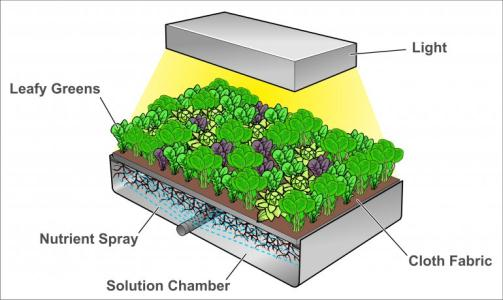 Light
Leafy Greens
Nutrient Spray
Cloth Fabric
Solution Chamber